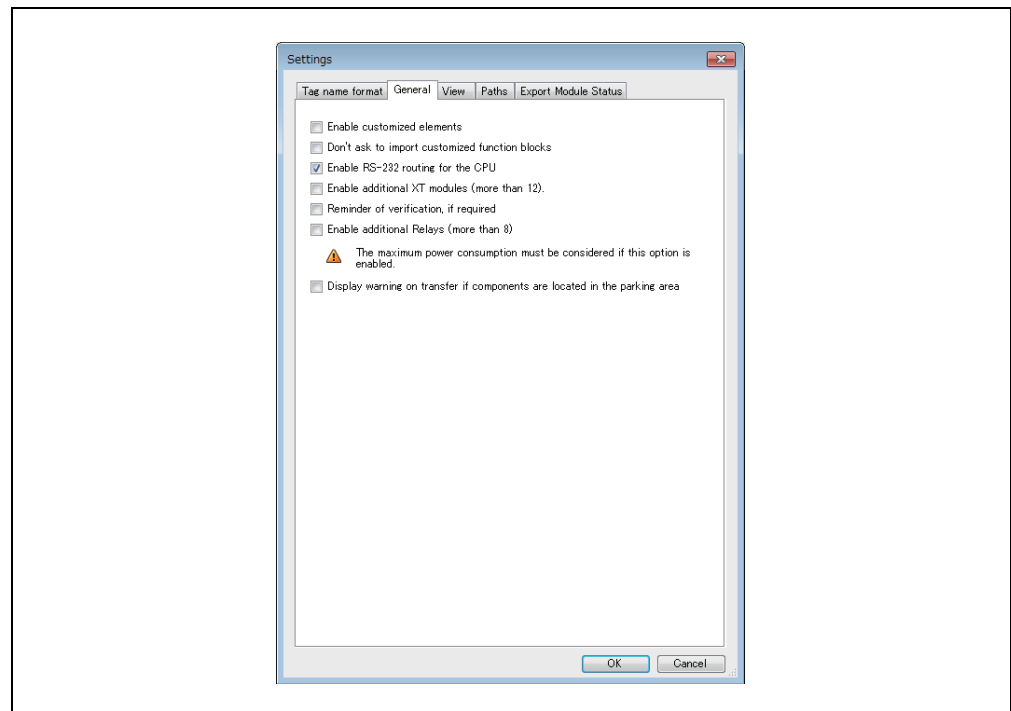 Settings
Tag name format General View Paths Export Module Status
Enable customized elements
Don't ask to import customized function blocks
Enable RS-232 routing for the CPU
Enable additional XT modules (more than 12).
Reminder of verification, if required
Enable additional Relays (more than 8)
The maximum power consumption must be considered if this option is
enabled.
Display warning on transfer if components are located in the parking area
OK Cancel